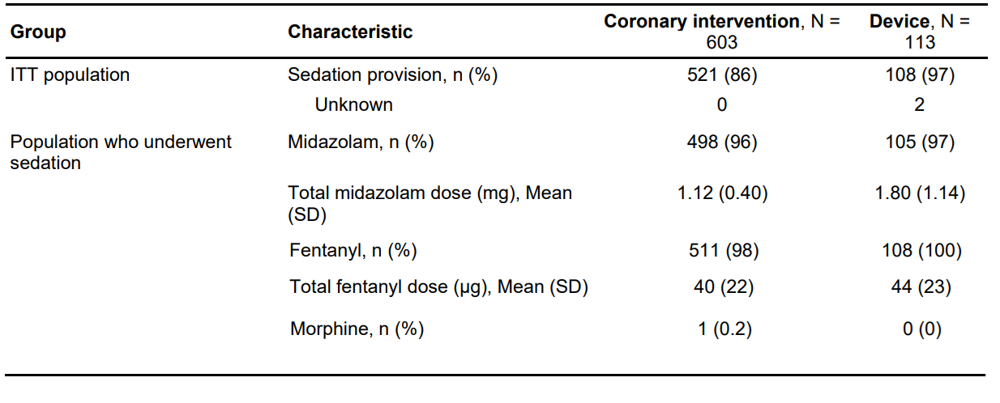 Group Characteristic Coronary intervention, N = 603 Device, N = 113
ITT population Sedation provision, n (%) 521 (86) 108 (97)
Unknown 0 2
Population who underwent sedation Midazolam, n (%) 498 (96) 105 (97)
Total midazolam dose (mg), Mean (SD) 1.12 (0.40) 1.80 (1.14)
Fentanyl, n (%) 511 (98) 108 (100)
Total fentanyl dose (µg), Mean (SD) 40 (22) 44 (23)
Morphine, n (%) 1 (0.2) 0 (0)